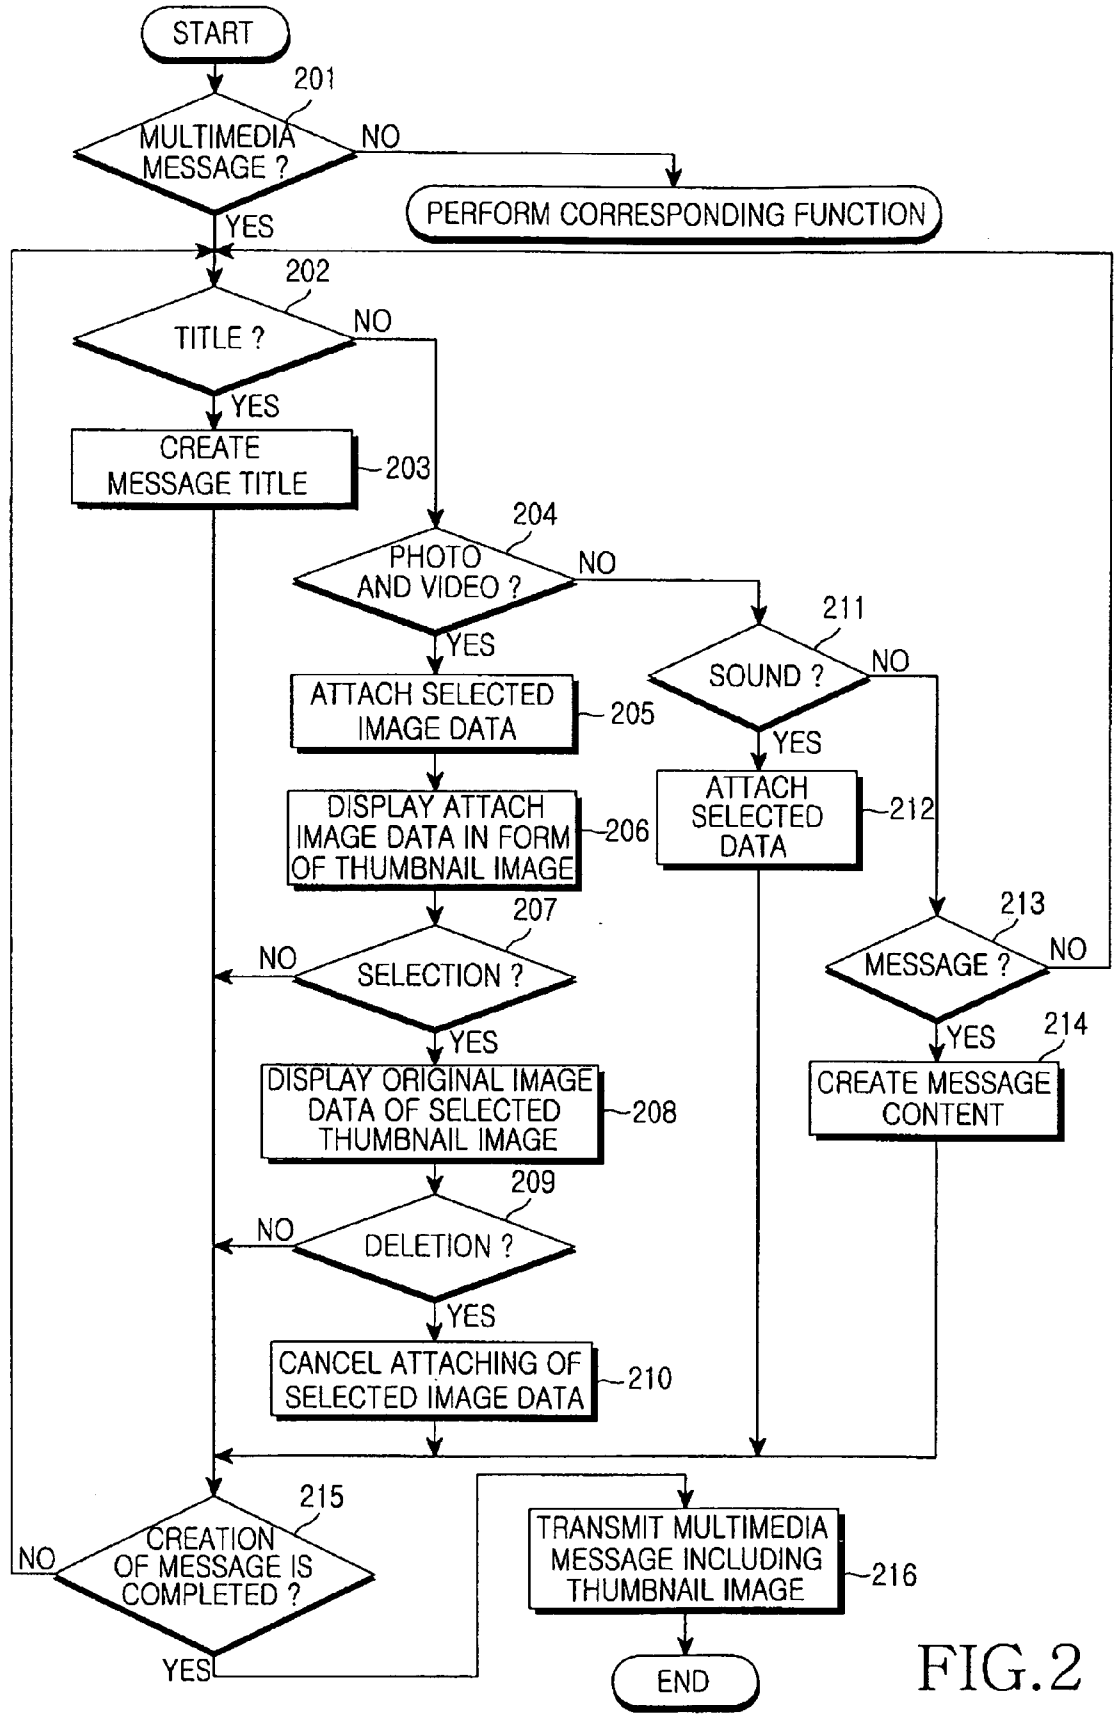 START
201
MULTIMEDIA
MESSAGE ?
NO
PERFORM CORRESPONDING FUNCTION
YES
202
TITLE ?
NO
YES
CREATE
MESSAGE TITLE
203
204
PHOTO
AND VIDEO ?
NO
YES
211
SOUND ?
NO
ATTACH SELECTED
IMAGE DATA
205
YES
DISPLAY ATTACH
IMAGE DATA IN FORM
OF THUMBNAIL IMAGE
206
ATTACH
SELECTED
DATA
212
207
SELECTION ?
NO
YES
213
MESSAGE ?
NO
YES
214
CREATE MESSAGE
CONTENT
DISPLAY ORIGINAL IMAGE
DATA OF SELECTED
THUMBNAIL IMAGE
208
209
DELETION ?
NO
YES
CANCEL ATTACHING OF
SELECTED IMAGE DATA
210
215
CREATION
OF MESSAGE IS
COMPLETED ?
NO
YES
TRANSMIT MULTIMEDIA
MESSAGE INCLUDING
THUMBNAIL IMAGE
216
END
FIG.2